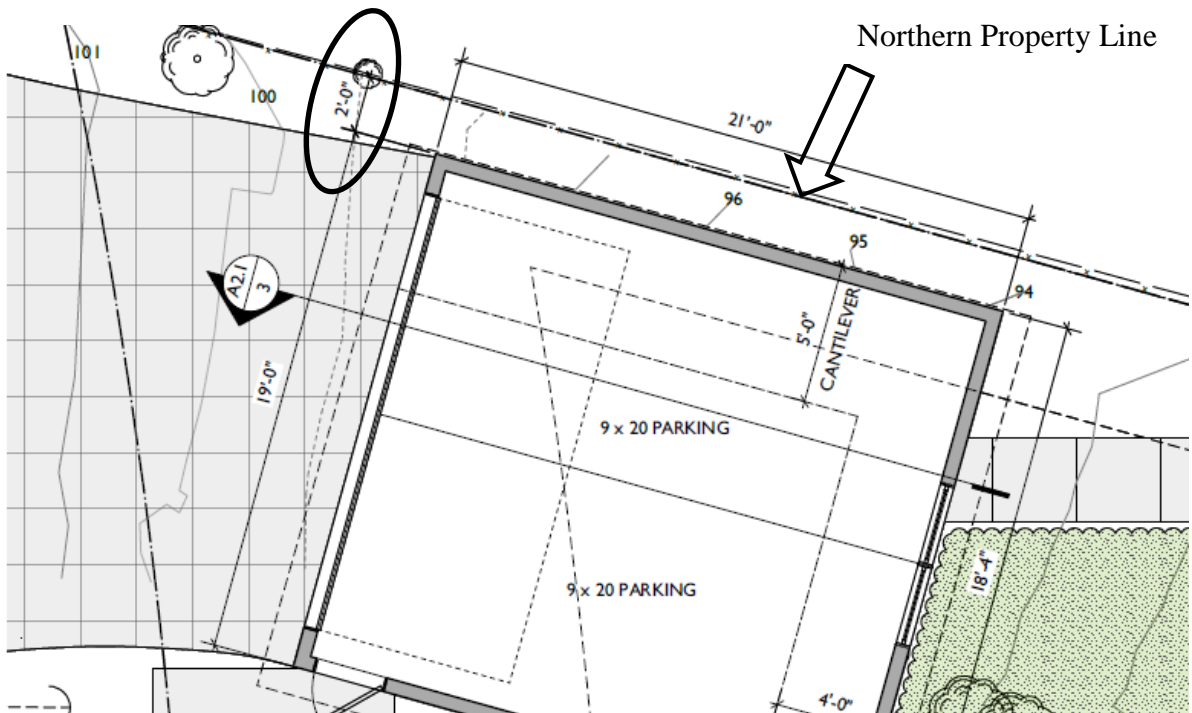 Northern Property Line
101
100
2'-0"
21'-0"
96
95
94
A2.1
3
5'-0"
CANTILEVER
19'-0"
9 x 20 PARKING
9 x 20 PARKING
18'-4"
4'-0"